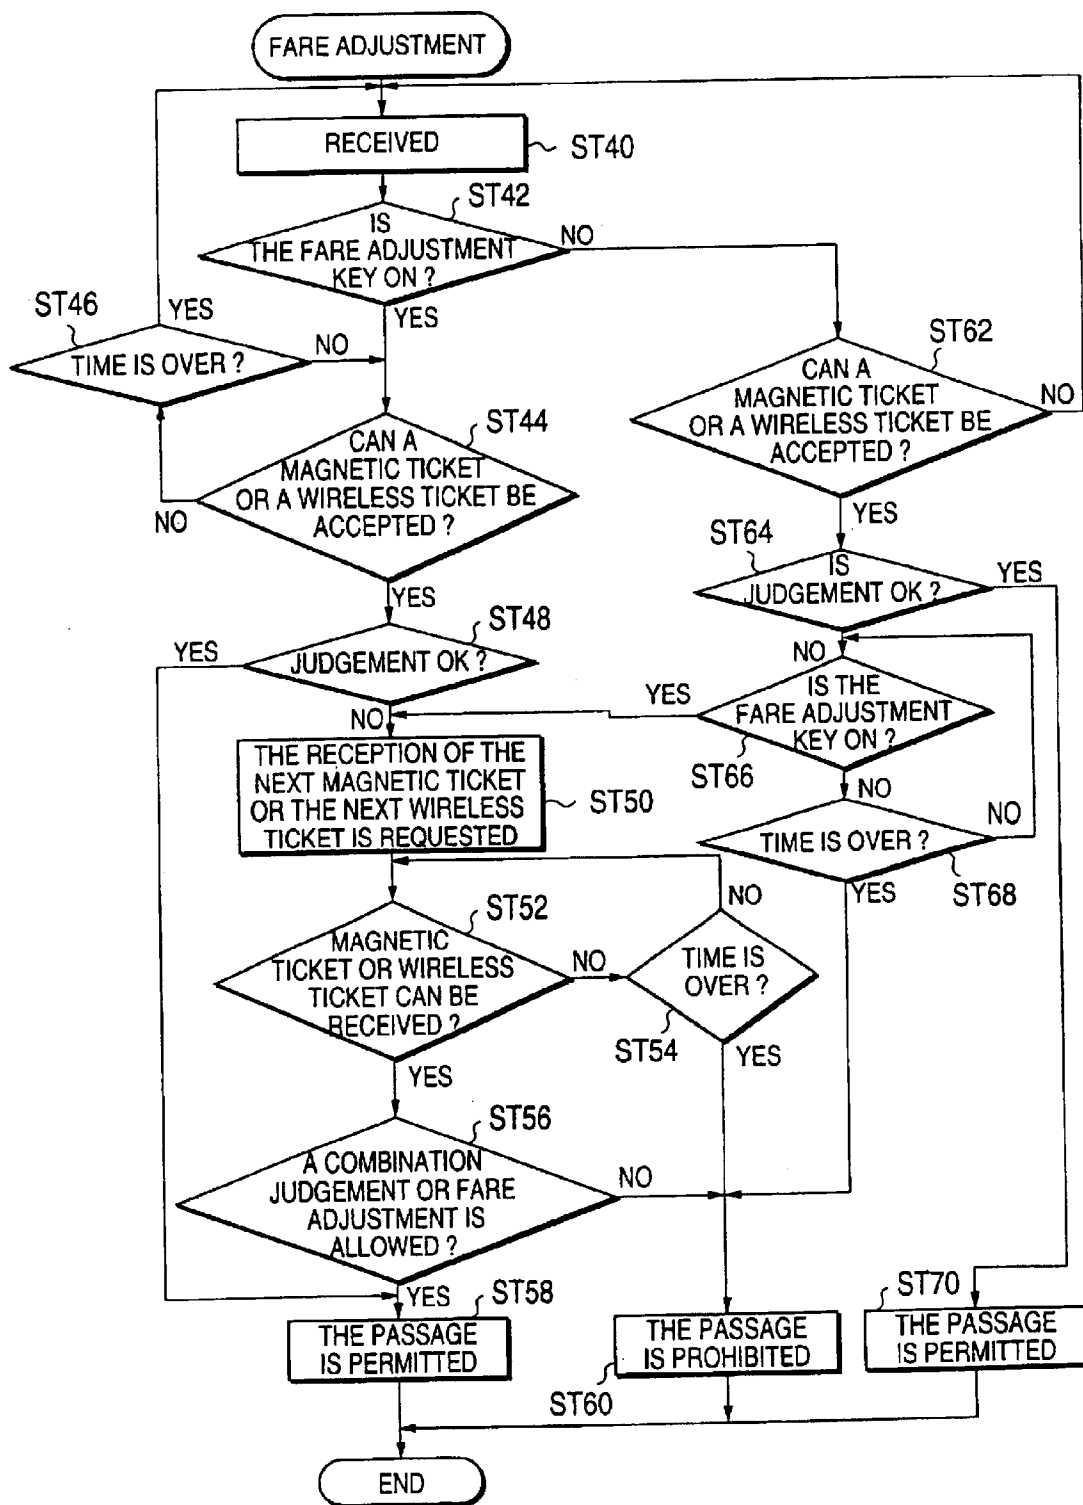 FARE ADJUSTMENT
RECEIVED
ST40
ST42
IS
THE FARE ADJUSTMENT
KEY ON ?
NO
YES
ST46
YES
TIME IS OVER ?
NO
ST62
CAN A
MAGNETIC TICKET
OR A WIRELESS TICKET BE
ACCEPTED ?
NO
YES
ST44
CAN A
MAGNETIC TICKET
OR A WIRELESS TICKET BE
ACCEPTED ?
NO
YES
ST64
IS
JUDGEMENT OK ?
YES
NO
ST48
JUDGEMENT OK ?
YES
NO
IS THE
FARE ADJUSTMENT
KEY ON ?
YES
ST66
NO
THE RECEPTION OF THE
NEXT MAGNETIC TICKET
OR THE NEXT WIRELESS
TICKET IS REQUESTED
ST50
TIME IS OVER ?
NO
YES
ST68
ST52
MAGNETIC
TICKET OR WIRELESS
TICKET CAN BE
RECEIVED ?
NO
YES
NO
TIME IS
OVER ?
ST54
YES
ST56
A COMBINATION
JUDGEMENT OR FARE
ADJUSTMENT IS
ALLOWED ?
NO
YES
ST58
THE PASSAGE
IS PERMITTED
THE PASSAGE
IS PROHIBITED
ST60
ST70
THE PASSAGE
IS PERMITTED
END